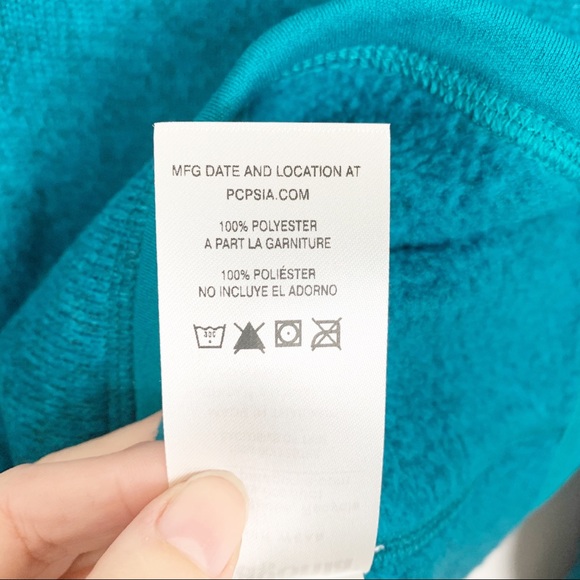 MFG DATE AND LOCATION AT
PCPSIA.COM
100% POLYESTER
A PART LA GARNITURE
100% POLIÉSTER
NO INCLUYE EL ADORNO